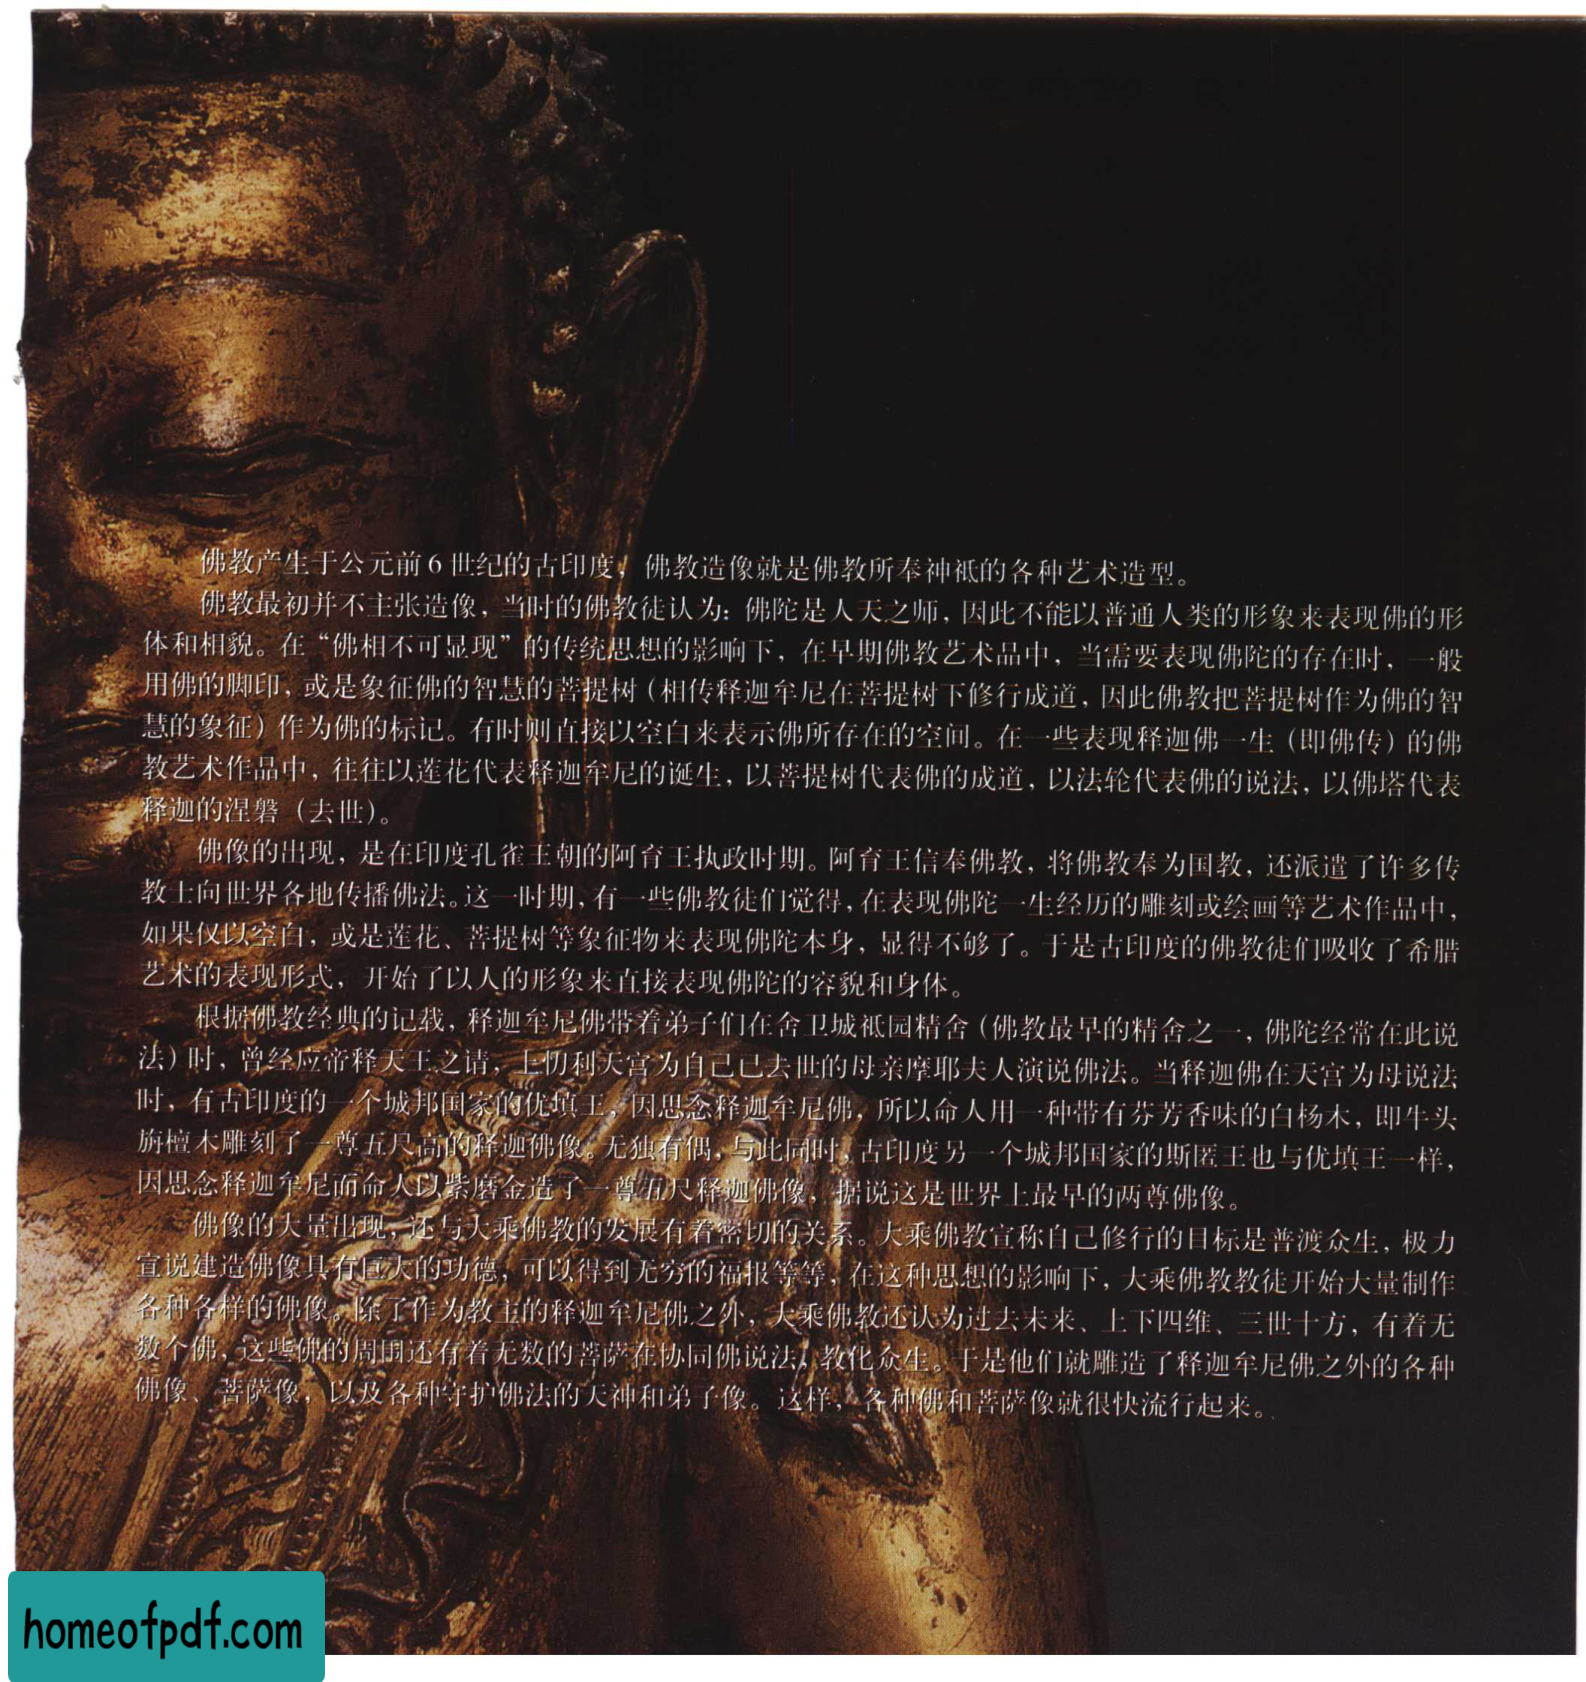 佛教产生于公元前6世纪的古印度，佛教造像就是佛教所奉神祇的各种艺术造型。
佛教最初并不主张造像，当时的佛教徒认为：佛陀是人天之师，因此不能以普通人类的形象来表现佛的形
体和相貌。在“佛相不可显现”的传统思想的影响下，在早期佛教艺术品中，当需要表现佛陀的存在时，一般
用佛的脚印，或是象征佛的智慧的菩提树（相传释迦牟尼在菩提树下修行成道，因此佛教把菩提树作为佛的智
慧的象征）作为佛的标记。有时则直接以空白来表示佛所存在的空间。在一些表现释迦佛一生（即佛传）的佛
教艺术作品中，往往以莲花代表释迦牟尼的诞生，以菩提树代表佛的成道，以法轮代表佛的说法，以佛塔代表
释迦的涅磐（去世）。
佛像的出现，是在印度孔雀王朝的阿育王执政时期。阿育王信奉佛教，将佛教奉为国教，还派遣了许多传
教士向世界各地传播佛法。这一时期，有一些佛教徒们觉得，在表现佛陀一生经历的雕刻或绘画等艺术作品中，
如果仅以空白，或是莲花、菩提树等象征物来表现佛陀本身，显得不够了。于是古印度的佛教徒们吸收了希腊
艺术的表现形式，开始了以人的形象来直接表现佛陀的容貌和身体。
根据佛教经典的记载，释迦牟尼佛带着弟子们在舍卫城祇园精舍（佛教最早的精舍之一，佛陀经常在此说
法）时，曾经应帝释天王之请，上忉利天宫为自己已去世的母亲摩耶夫人演说佛法。当释迦佛在天宫为母说法
时，有古印度的一个城邦国家的优填王，因思念释迦牟尼佛，所以命人用一种带有芬芳香味的白杨木，即牛头
旃檀木雕刻了一尊五尺高的释迦佛像。无独有偶，与此同时，古印度另一个城邦国家的斯匿王也与优填王一样，
因思念释迦牟尼而命人以紫磨金造了一尊五尺释迦佛像，据说这是世界上最早的两尊佛像。
佛像的大量出现，还与大乘佛教的发展有着密切的关系。大乘佛教宣称自己修行的目标是普渡众生，极力
宣说建造佛像具有巨大的功德，可以得到无穷的福报等等，在这种思想的影响下，大乘佛教教徒开始大量制作
各种各样的佛像。除了作为教主的释迦牟尼佛之外，大乘佛教还认为过去未来、上下四维、三世十方，有着无
数个佛，这些佛的周围还有着无数的菩萨在协同佛说法，教化众生。于是他们就雕造了释迦牟尼佛之外的各种
佛像、菩萨像，以及各种守护佛法的天神和弟子像。这样，各种佛和菩萨像就很快流行起来。
homeofpdf.com